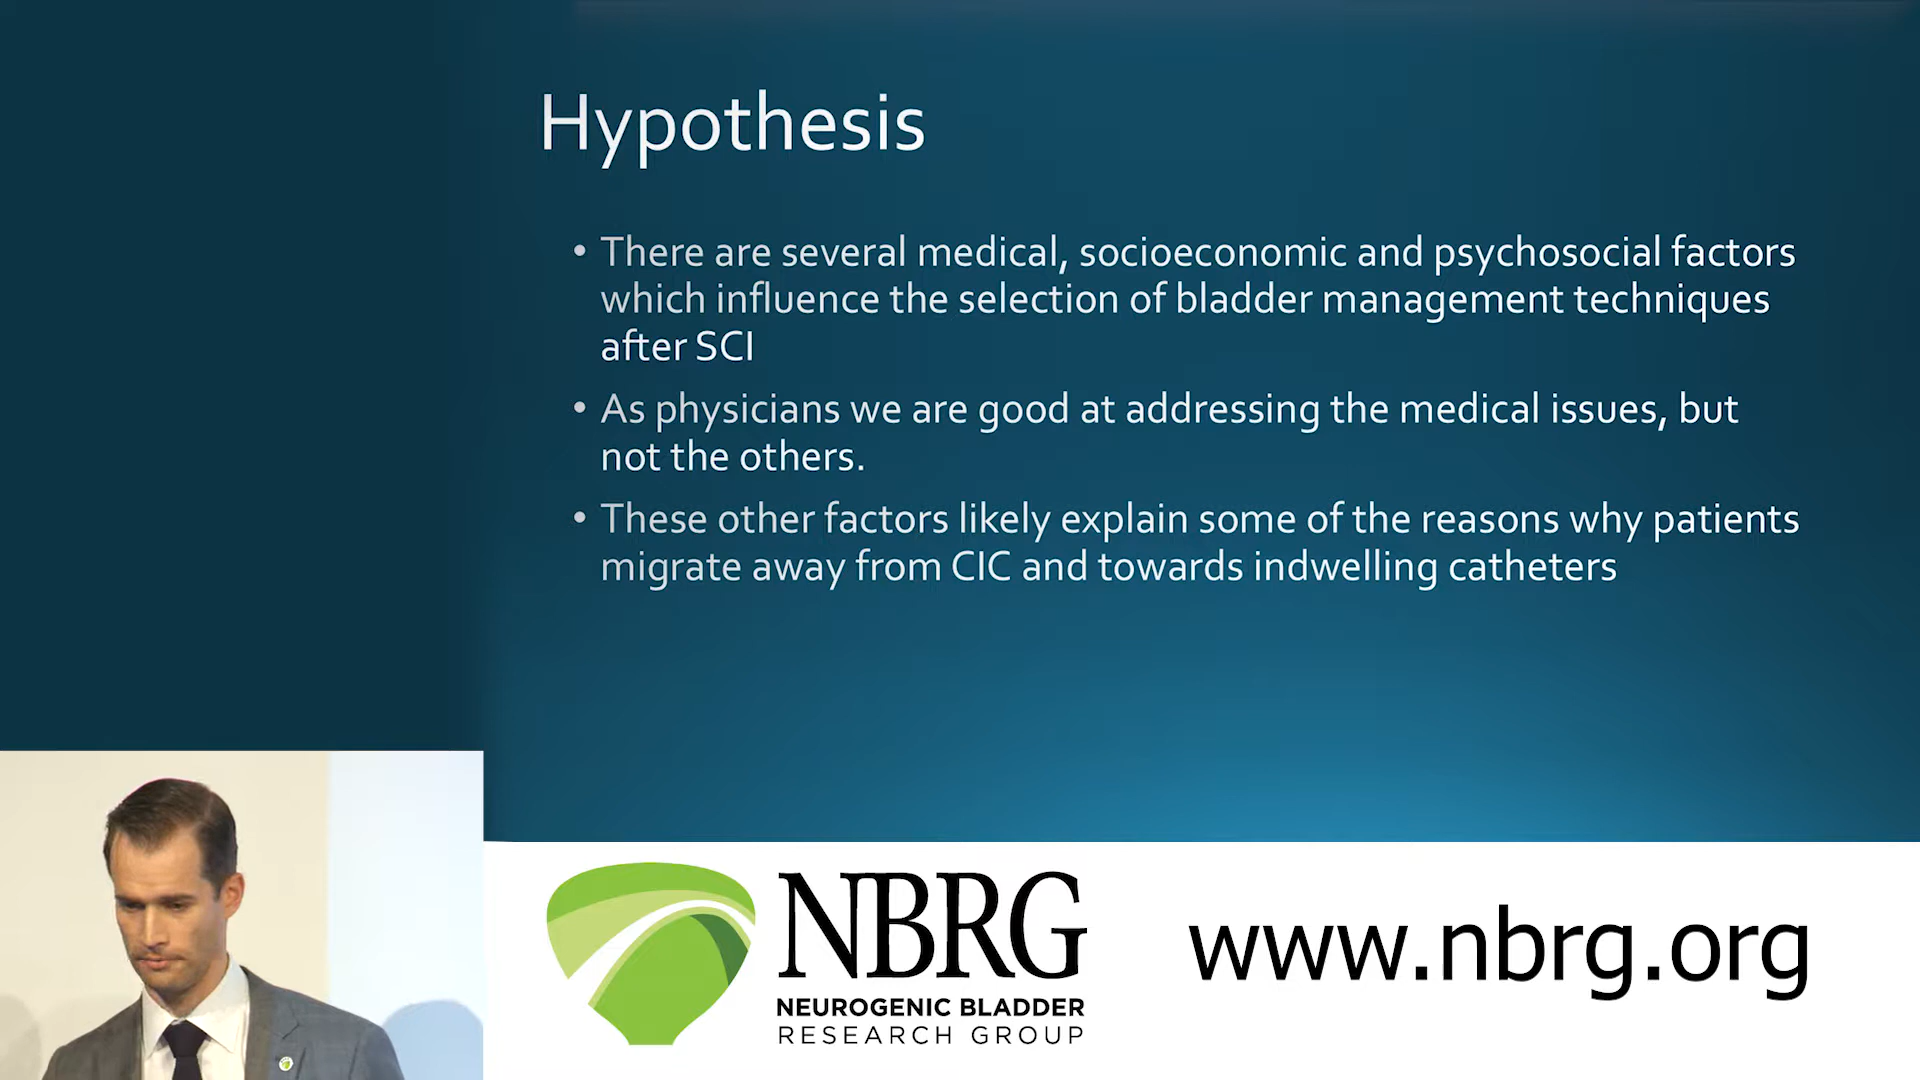 Hypothesis
• There are several medical, socioeconomic and psychosocial factors
which influence the selection of bladder management techniques
after SCI
• As physicians we are good at addressing the medical issues, but
not the others.
• These other factors likely explain some of the reasons why patients
migrate away from CIC and towards indwelling catheters
NBRG
NEUROGENIC BLADDER
RESEARCH GROUP
www.nbrg.org